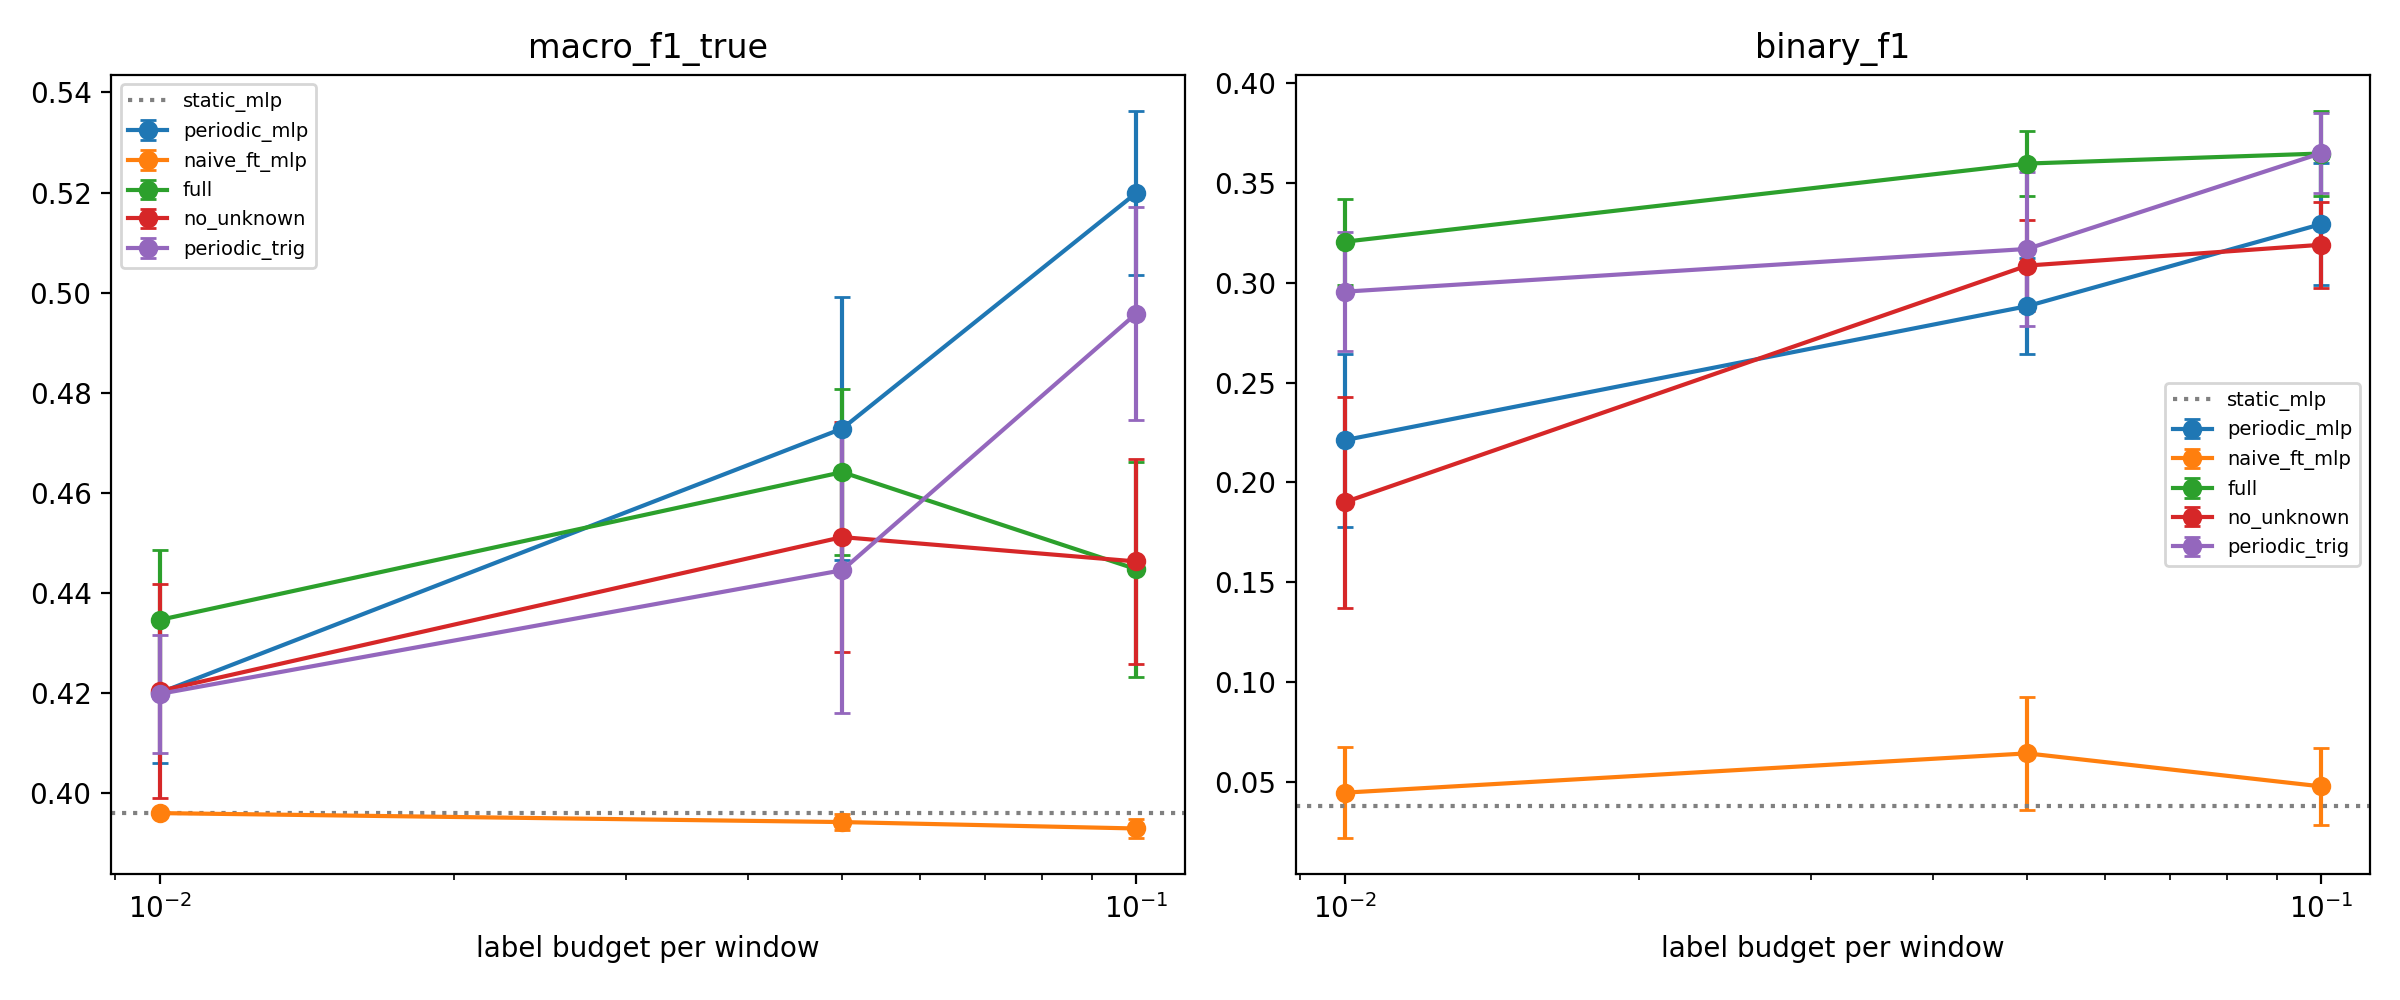 macro_f1_true
0.54
0.52
0.50
0.48
0.46
0.44
0.42
0.40
static_mlp
periodic_mlp
naive_ft_mlp
full
no_unknown
periodic_trig
10⁻²
10⁻¹
label budget per window
binary_f1
0.40
0.35
0.30
0.25
0.20
0.15
0.10
0.05
static_mlp
periodic_mlp
naive_ft_mlp
full
no_unknown
periodic_trig
10⁻²
10⁻¹
label budget per window